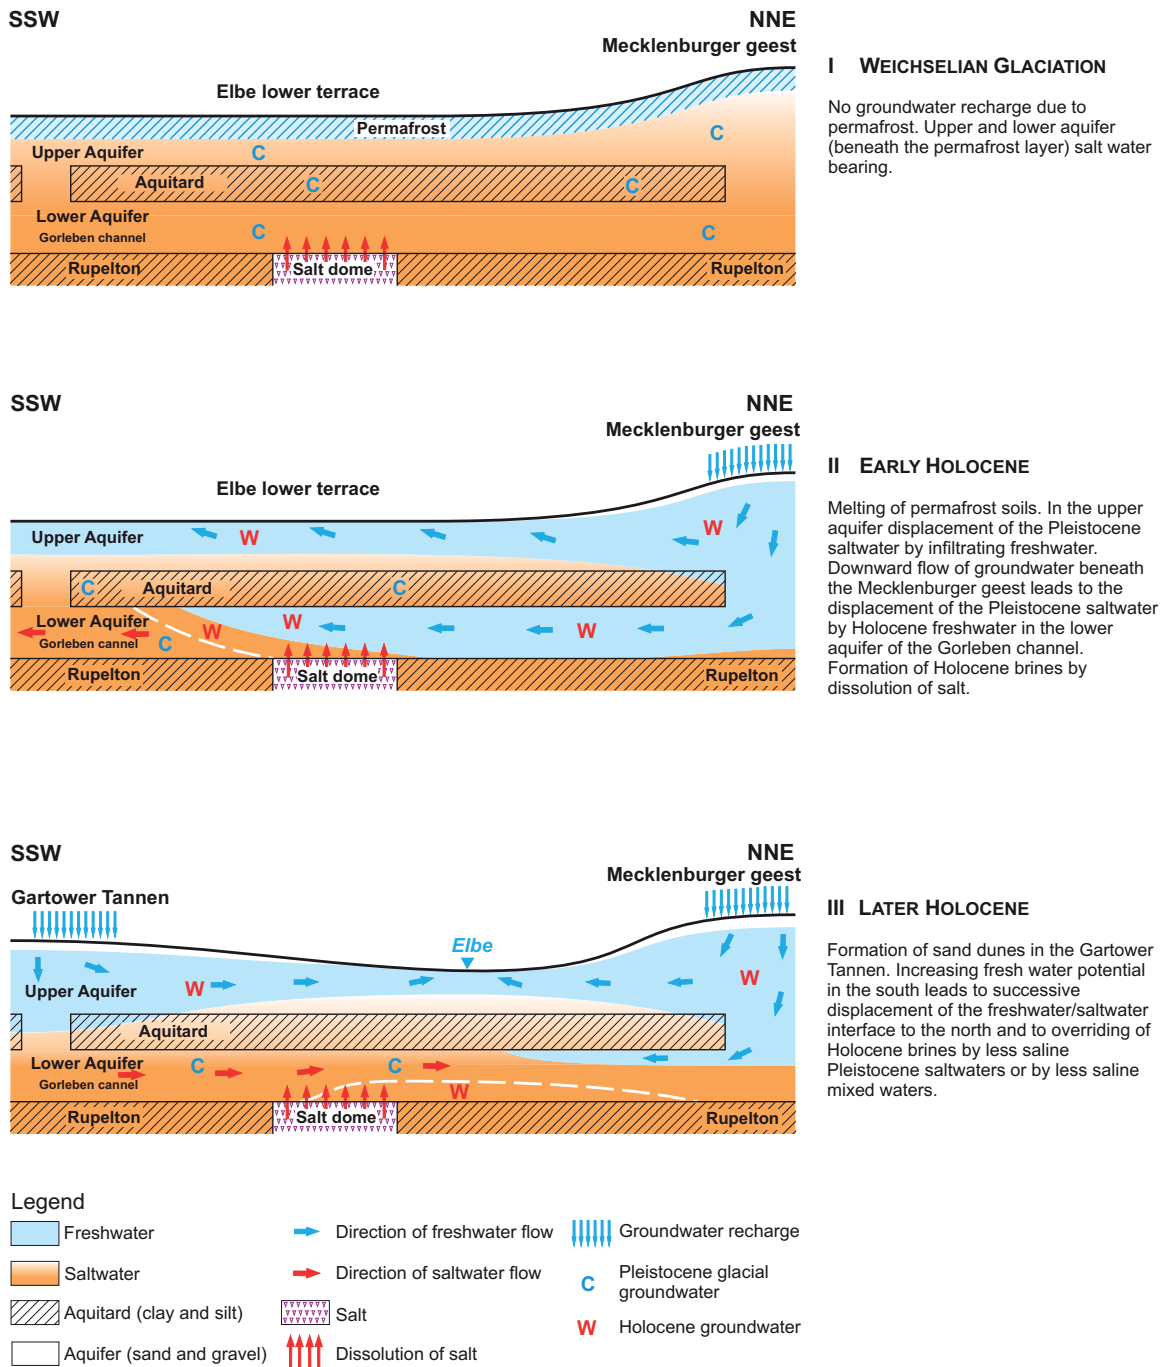 SSW
NNE
Mecklenburger geest
Elbe lower terrace
Permafrost
C
Upper Aquifer
C
Aquitard
C
C
Lower Aquifer
Gorleben channel
C
C
Rupelton
Salt dome
Rupelton
I WEICHSELIAN GLACIATION
No groundwater recharge due to
permafrost. Upper and lower aquifer
(beneath the permafrost layer) salt water
bearing.
SSW
NNE
Mecklenburger geest
Elbe lower terrace
Upper Aquifer
W
W
C
Aquitard
C
Lower Aquifer
Gorleben cannel
C
W
W
W
Rupelton
Salt dome
Rupelton
II EARLY HOLOCENE
Melting of permafrost soils. In the upper
aquifer displacement of the Pleistocene
saltwater by infiltrating freshwater.
Downward flow of groundwater beneath
the Mecklenburger geest leads to the
displacement of the Pleistocene saltwater
by Holocene freshwater in the lower
aquifer of the Gorleben channel.
Formation of Holocene brines by
dissolution of salt.
SSW
NNE
Mecklenburger geest
Gartower Tannen
Elbe
Upper Aquifer
W
W
Aquitard
Lower Aquifer
Gorleben cannel
C
C
W
Rupelton
Salt dome
Rupelton
III LATER HOLOCENE
Formation of sand dunes in the Gartower
Tannen. Increasing fresh water potential
in the south leads to successive
displacement of the freshwater/saltwater
interface to the north and to overriding of
Holocene brines by less saline
Pleistocene saltwaters or by less saline
mixed waters.
Legend
Freshwater
Saltwater
Aquitard (clay and silt)
Aquifer (sand and gravel)
Direction of freshwater flow
Direction of saltwater flow
Salt
Dissolution of salt
Groundwater recharge
C
Pleistocene glacial
groundwater
W
Holocene groundwater